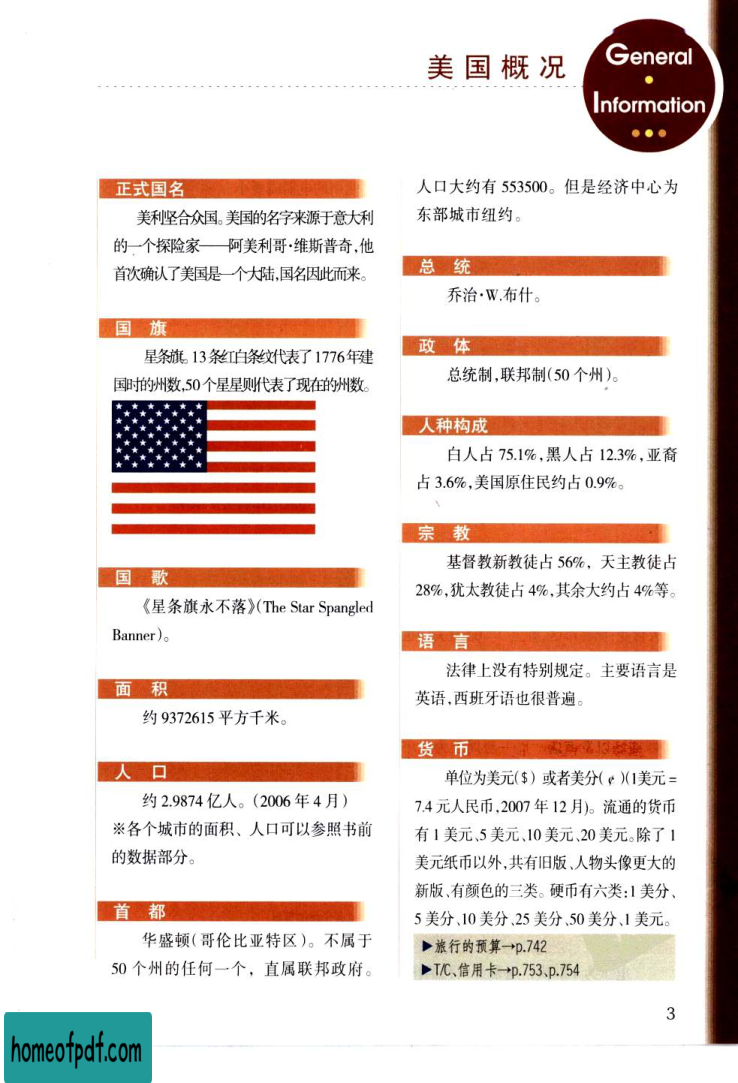 美国概况
General
Information
正式国名
美利坚合众国。美国的名字来源于意大利
的一个探险家——阿美利哥·维斯普奇,他
首次确认了美国是一个大陆,国名因此而来。
国 旗
星条旗。13条红白条纹代表了1776年建
国时的州数,50个星星则代表了现在的州数。
国 歌
《星条旗永不落》(The Star Spangled
Banner)。
面 积
约9372615平方千米。
人 口
约2.9874亿人。(2006年4月)
※各个城市的面积、人口可以参照书前
的数据部分。
首 都
华盛顿(哥伦比亚特区)。不属于
50个州的任何一个,直属联邦政府。
人口大约有553500。但是经济中心为
东部城市纽约。
总 统
乔治·W.布什。
政 体
总统制,联邦制(50个州)。
人种构成
白人占75.1%,黑人占12.3%,亚裔
占3.6%,美国原住民约占0.9%。
宗 教
基督教新教徒占56%,天主教徒占
28%,犹太教徒占4%,其余大约占4%等。
语 言
法律上没有特别规定。主要语言是
英语,西班牙语也很普遍。
货 币
单位为美元($)或者美分(¢)(1美元=
7.4元人民币,2007年12月)。流通的货币
有1美元、5美元、10美元、20美元。除了1
美元纸币以外,共有旧版、人物头像更大的
新版、有颜色的三类。硬币有六类:1美分、
5美分、10美分、25美分、50美分、1美元。
▶旅行的预算→p.742
▶T/C、信用卡→p.753、p.754
3
homeofpdf.com